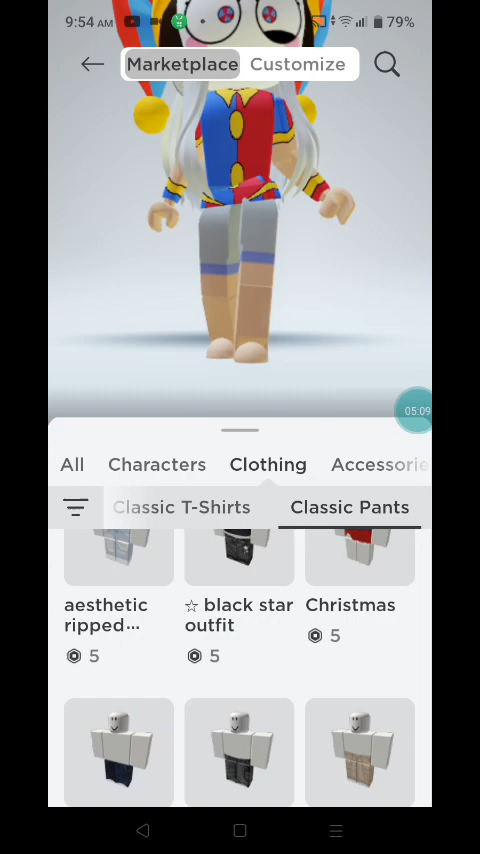 9:54 AM 79%
Marketplace Customize
05:09
All Characters Clothing Accessorie
Classic T-Shirts Classic Pants
aesthetic
ripped...
5
☆ black star
outfit
5
Christmas
5